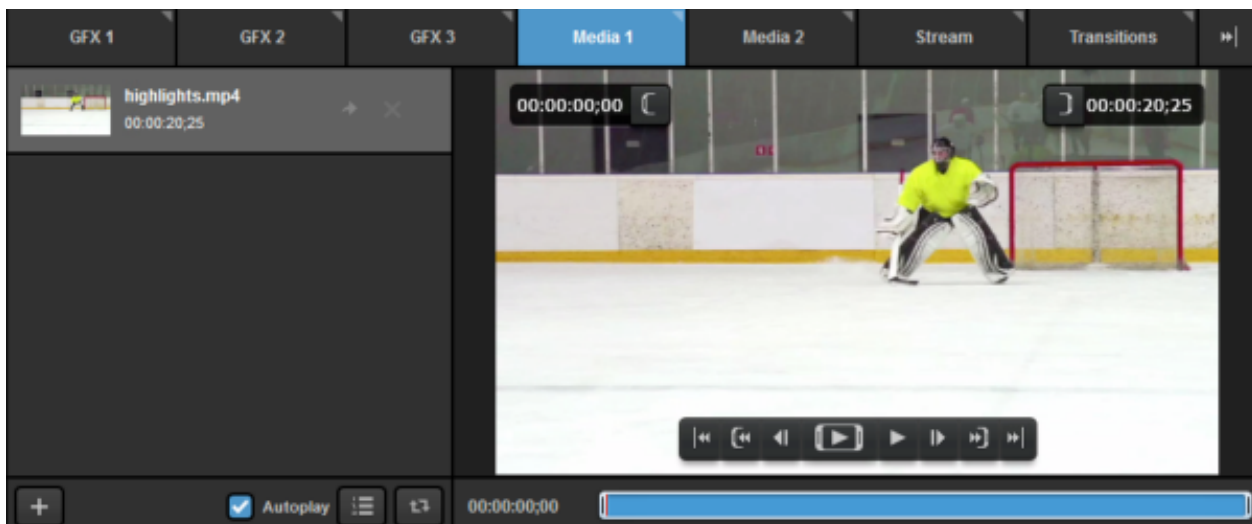 GFX 1 GFX 2 GFX 3 Media 1 Media 2 Stream Transitions
highlights.mp4
00:00:20;25
00:00:00;00 00:00:20;25
Autoplay 00:00:00;00